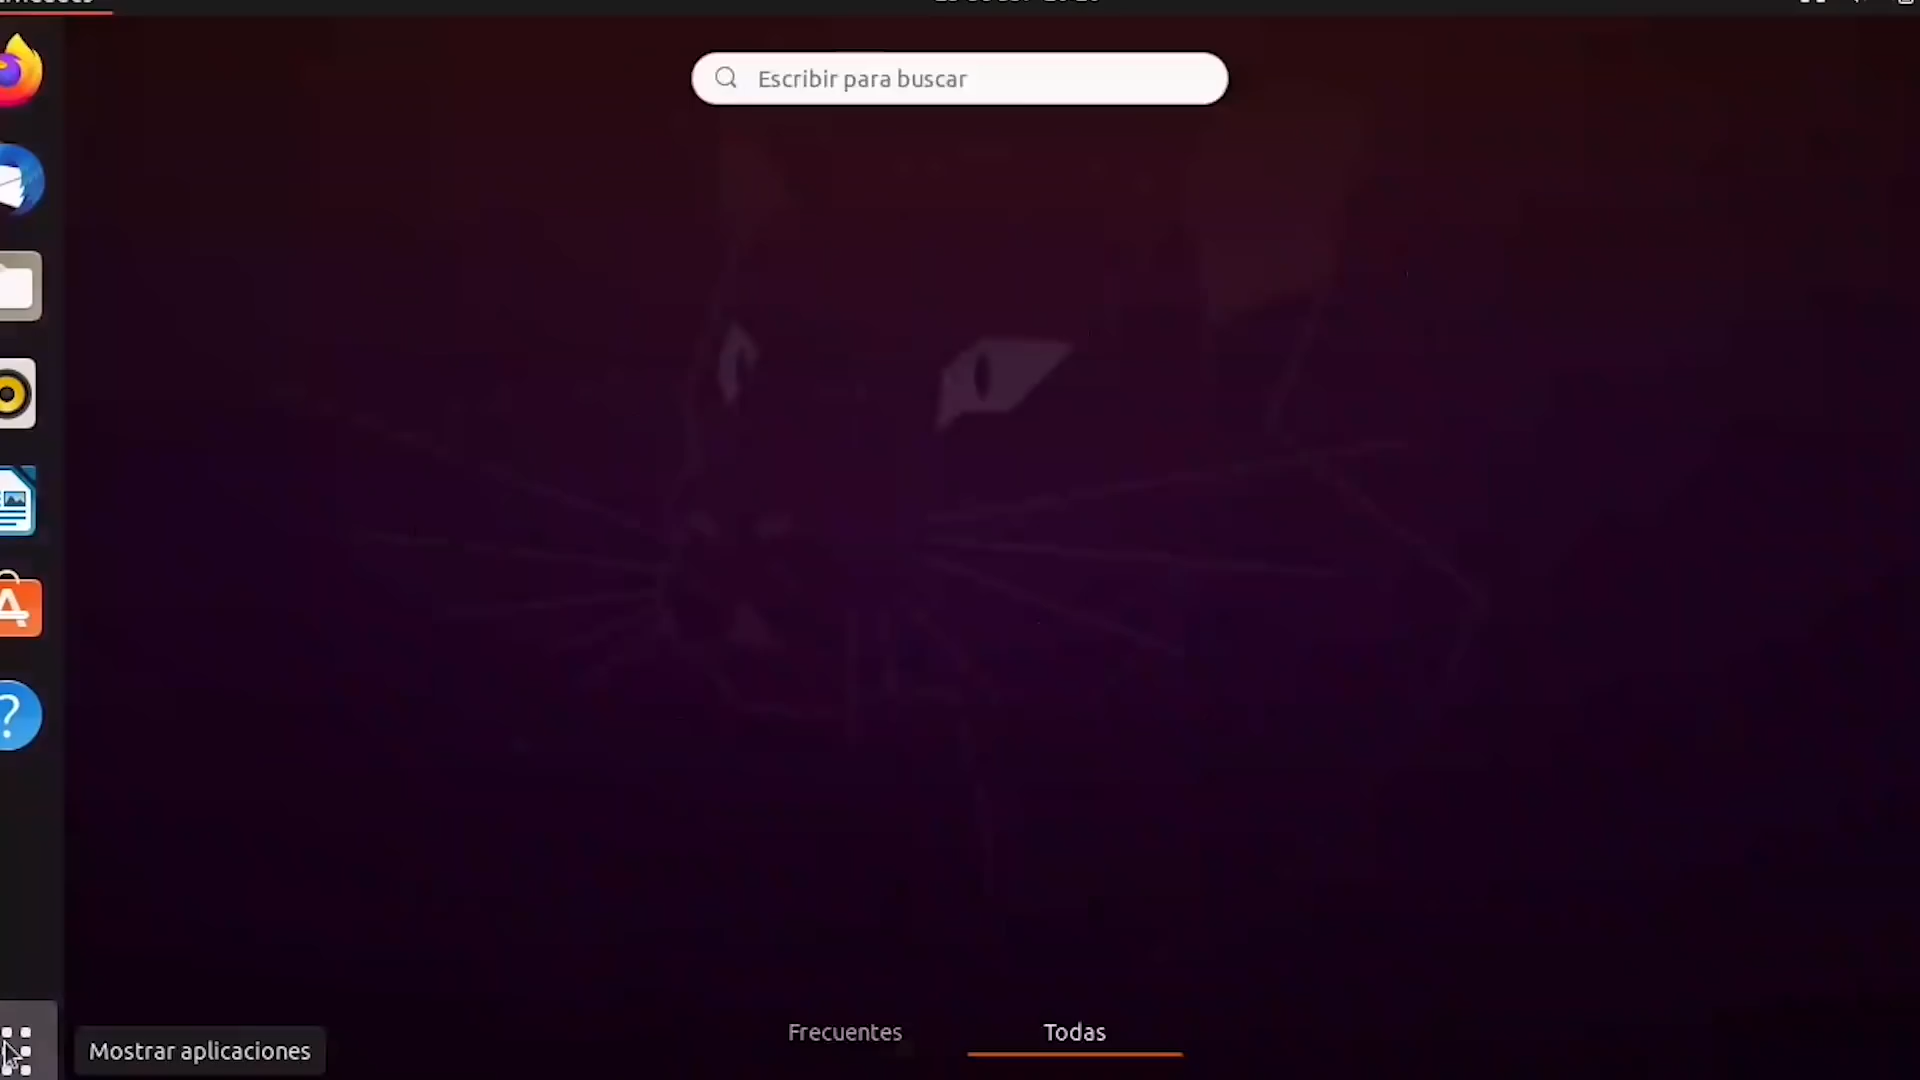 Escribir para buscar
Frecuentes
Todas
Mostrar aplicaciones